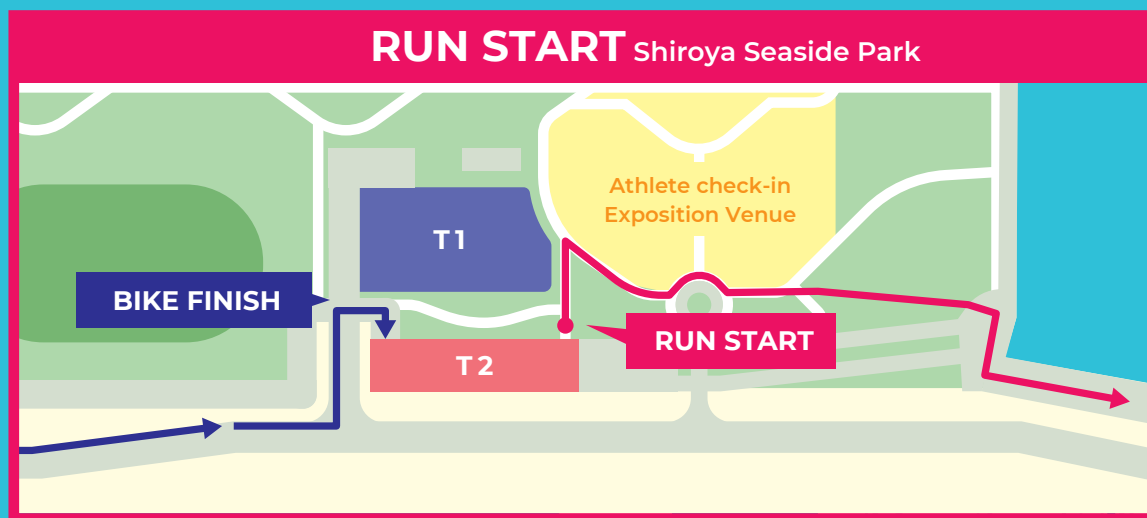 RUN START Shiroya Seaside Park
Athlete check-in
Exposition Venue
T1
BIKE FINISH
RUN START
T2